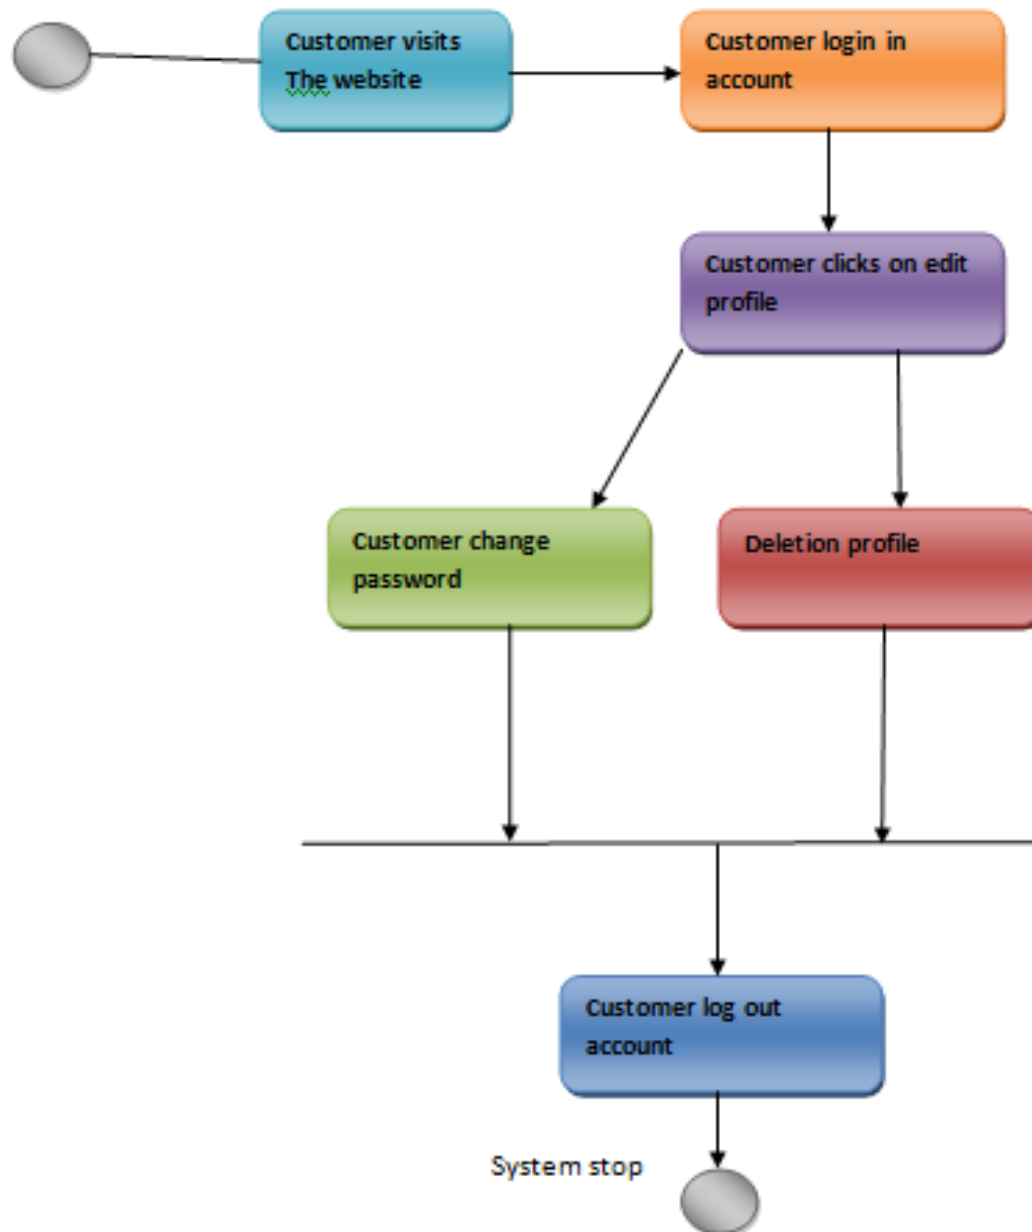 Customer visits
The website
Customer login in
account
Customer clicks on edit
profile
Customer change
password
Deletion profile
Customer log out
account
System stop